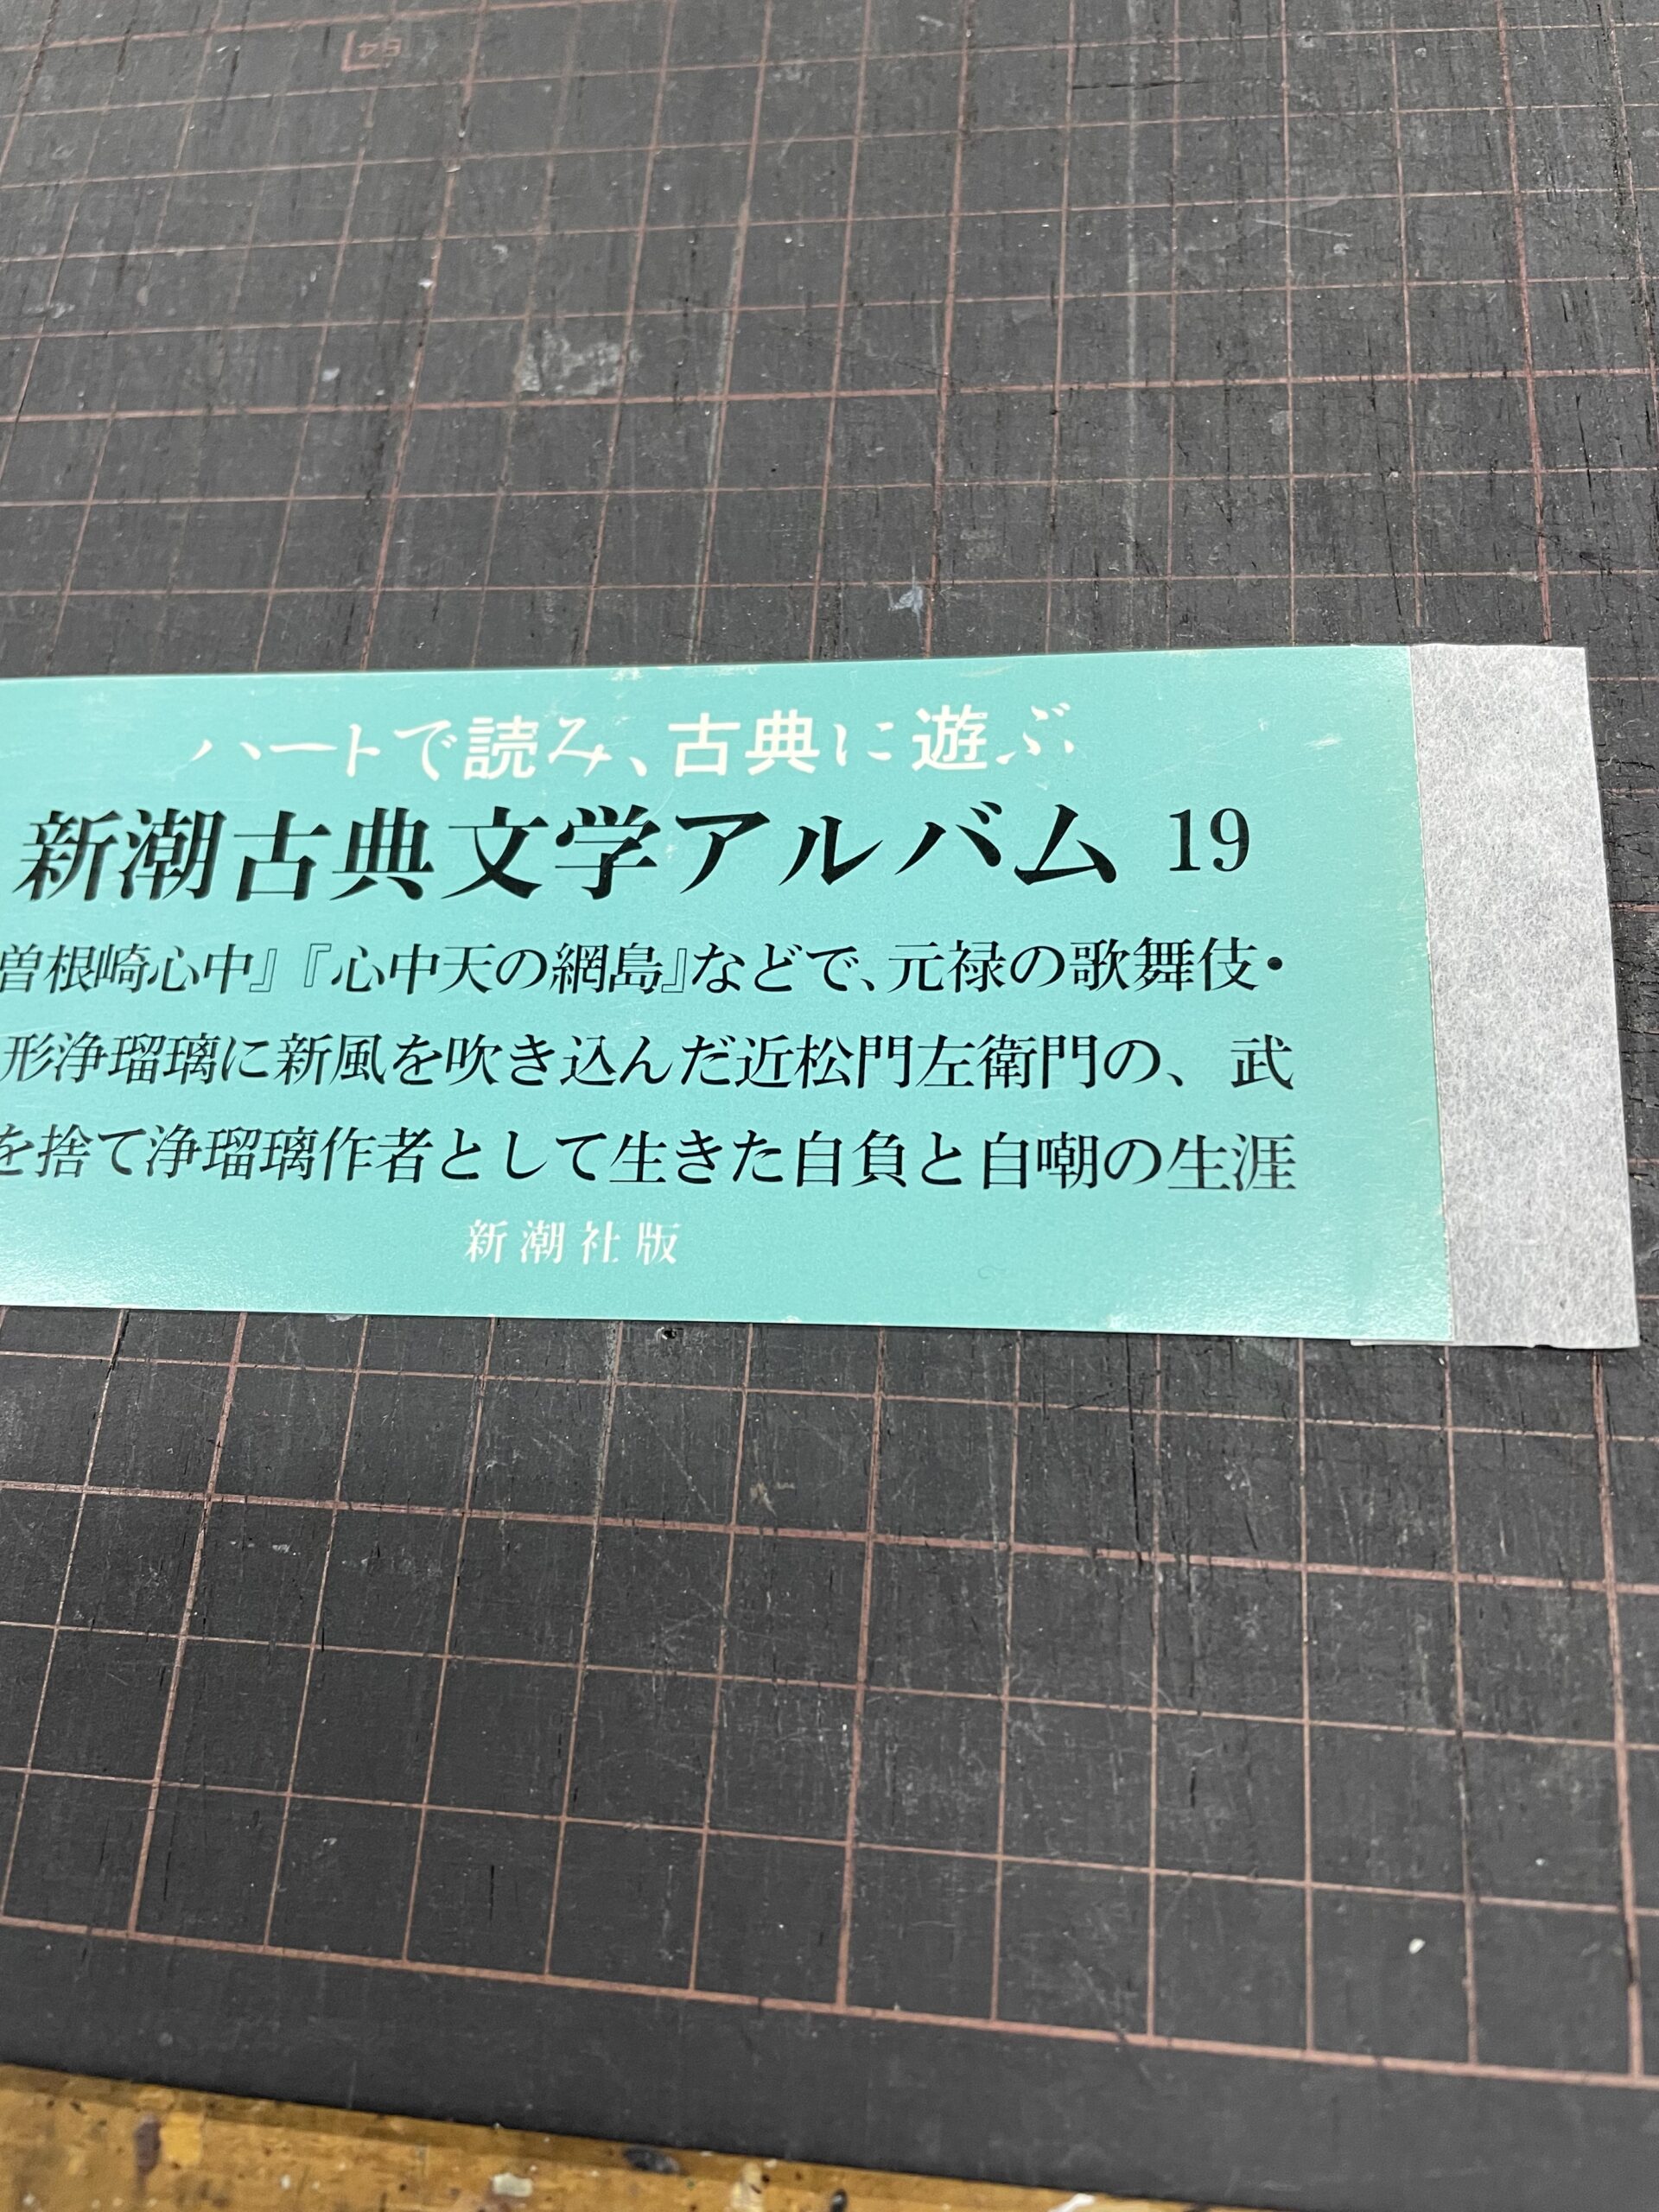 ハートで読み、古典に遊ぶ
新潮古典文学アルバム 19
曽根崎心中』『心中天の網島』などで、元禄の歌舞伎・
形浄瑠璃に新風を吹き込んだ近松門左衛門の、武
を捨て浄瑠璃作者として生きた自負と自嘲の生涯
新潮社版